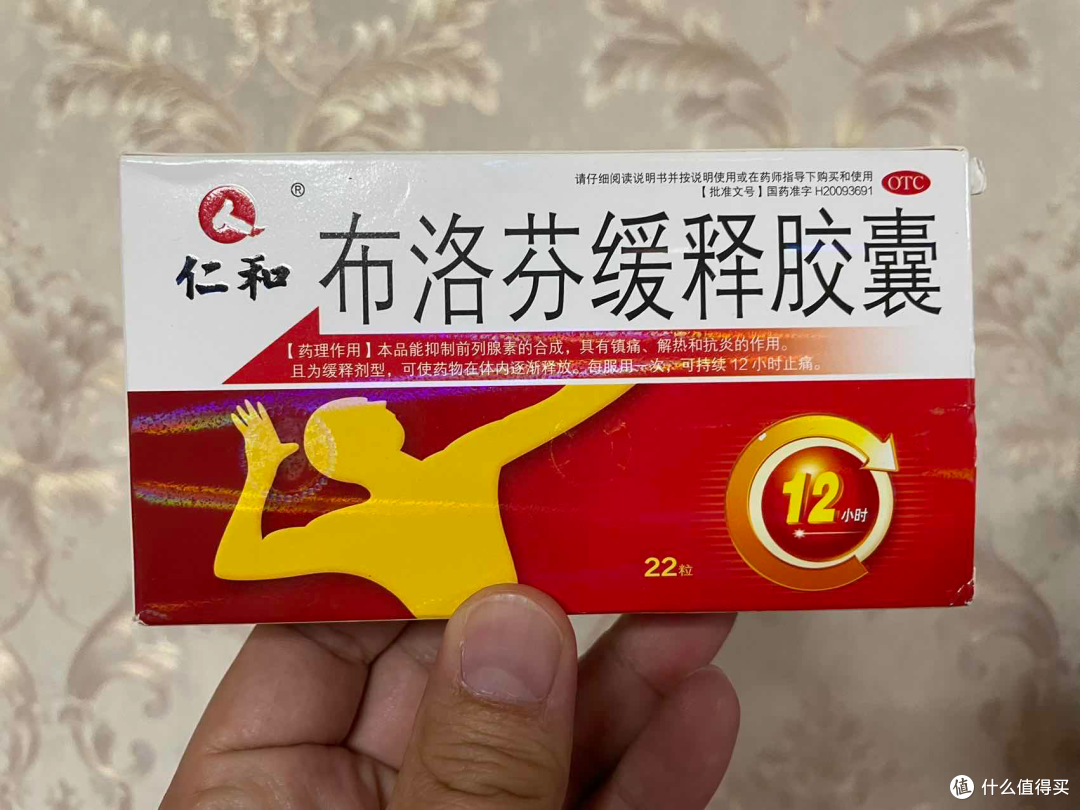 请仔细阅读说明书并按说明使用或在药师指导下购买和使用
【批准文号】国药准字 H20093691
OTC
®
仁和
布洛芬缓释胶囊
【药理作用】本品能抑制前列腺素的合成，具有镇痛、解热和抗炎的作用。
且为缓释剂型，可使药物在体内逐渐释放。每服用一次，可持续 12 小时止痛。
12小时
22粒
值 什么值得买